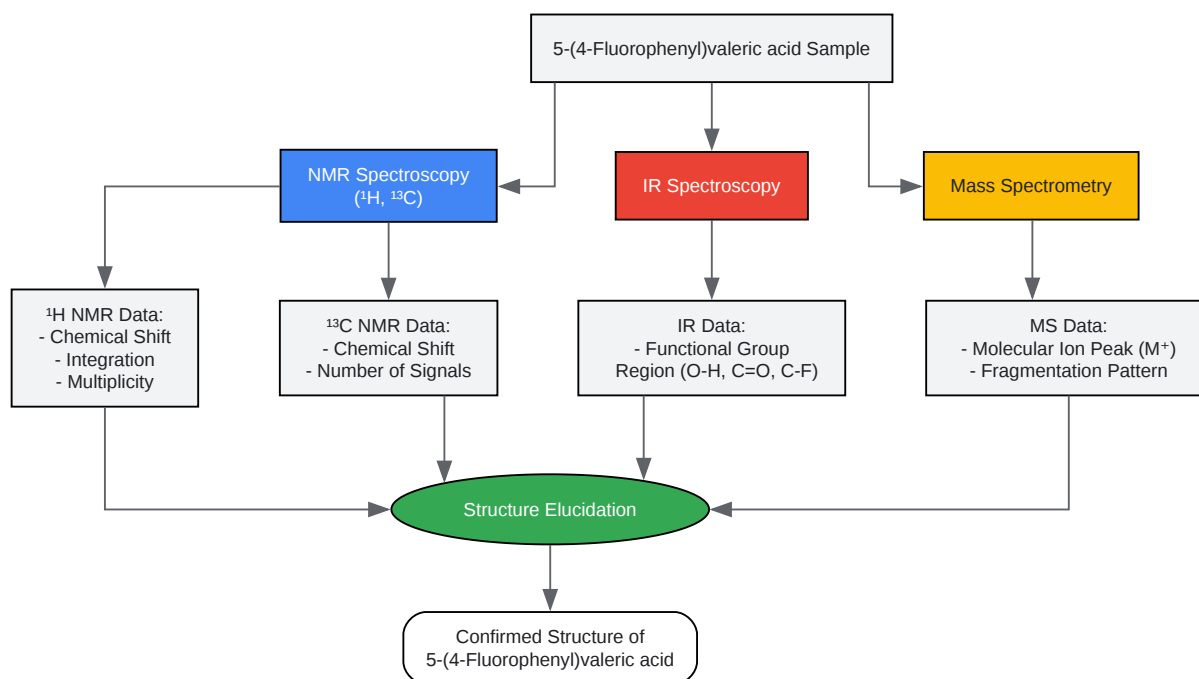 5-(4-Fluorophenyl)valeric acid Sample
NMR Spectroscopy
(¹H, ¹³C)
IR Spectroscopy
Mass Spectrometry
¹H NMR Data:
- Chemical Shift
- Integration
- Multiplicity
¹³C NMR Data:
- Chemical Shift
- Number of Signals
IR Data:
- Functional Group
Region (O-H, C=O, C-F)
MS Data:
- Molecular Ion Peak (M⁺)
- Fragmentation Pattern
Structure Elucidation
Confirmed Structure of
5-(4-Fluorophenyl)valeric acid